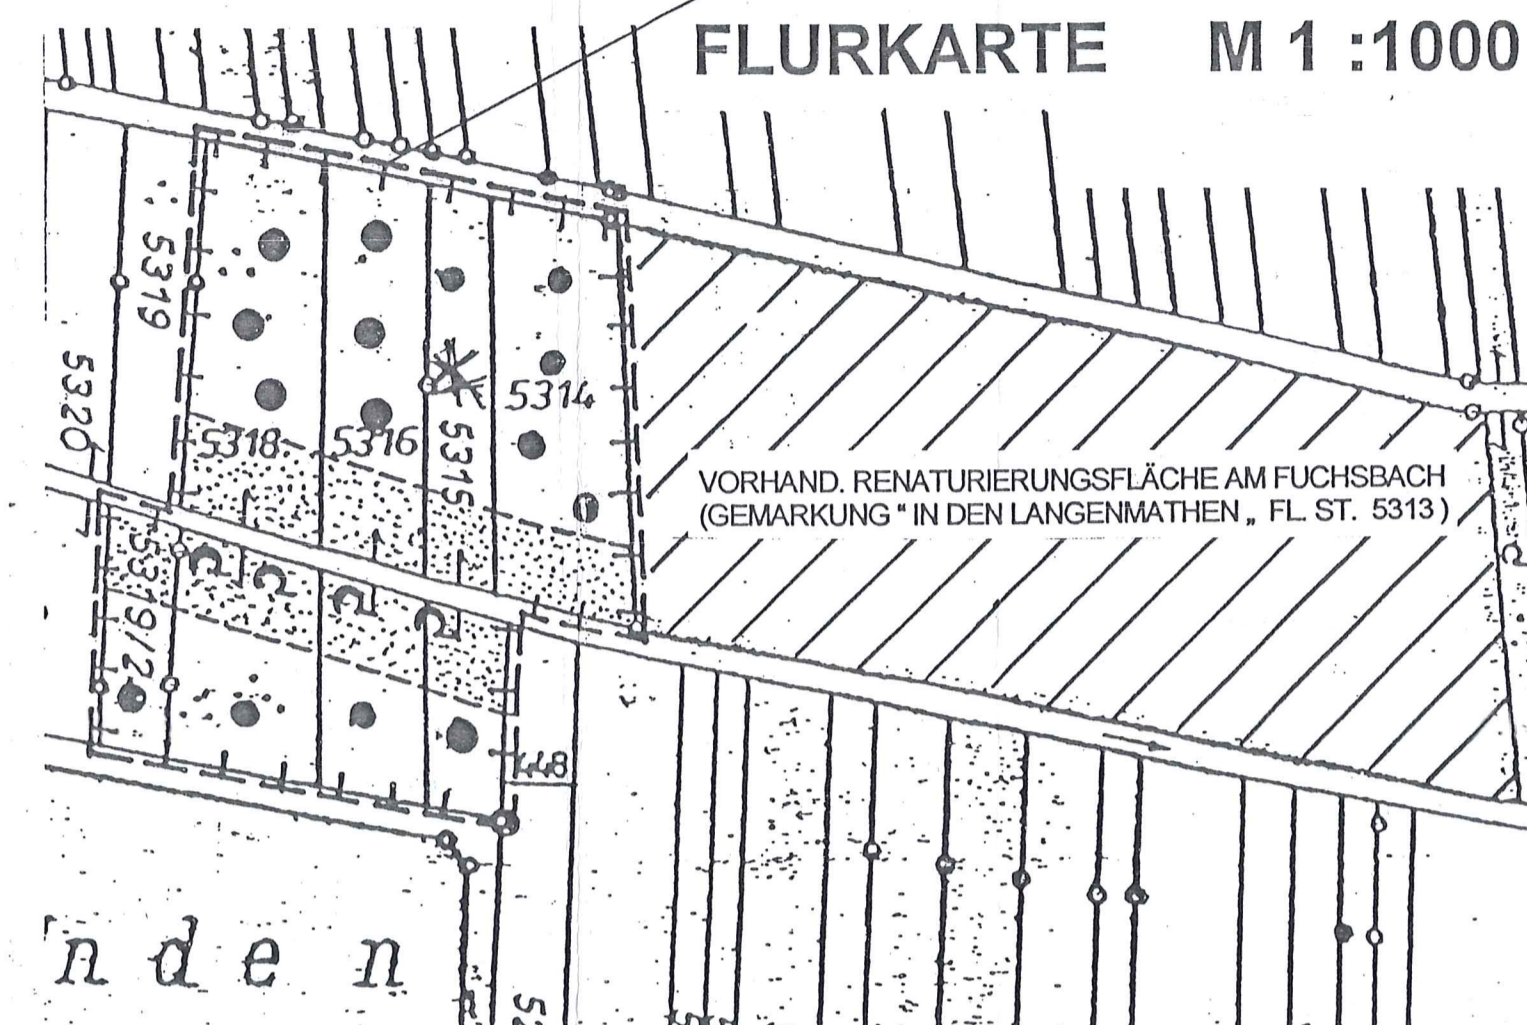 FLURKARTE M 1 :1000
5319
5320
5318
5316
5315
5314
VORHAND. RENATURIERUNGSFLÄCHE AM FUCHSBACH
(GEMARKUNG " IN DEN LANGENMATHEN „ FL. ST. 5313 )
5319/2
448
n d e n